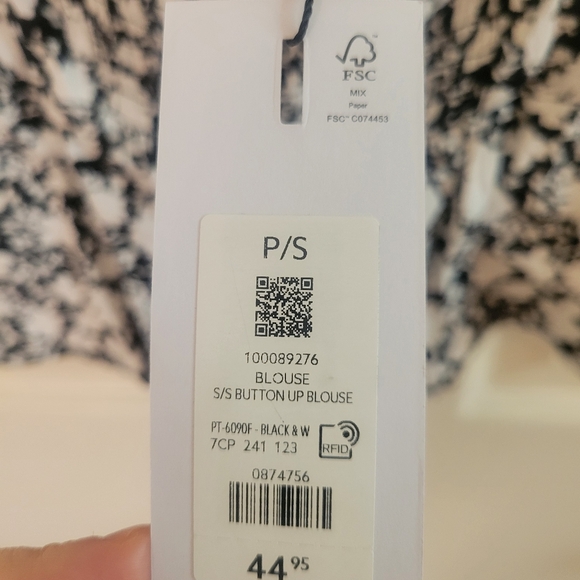 FSC
MIX
Paper
FSC™ C074453
P/S
100089276
BLOUSE
S/S BUTTON UP BLOUSE
PT-6090F - BLACK & W
7CP 241 123
RFID
0874756
44.95